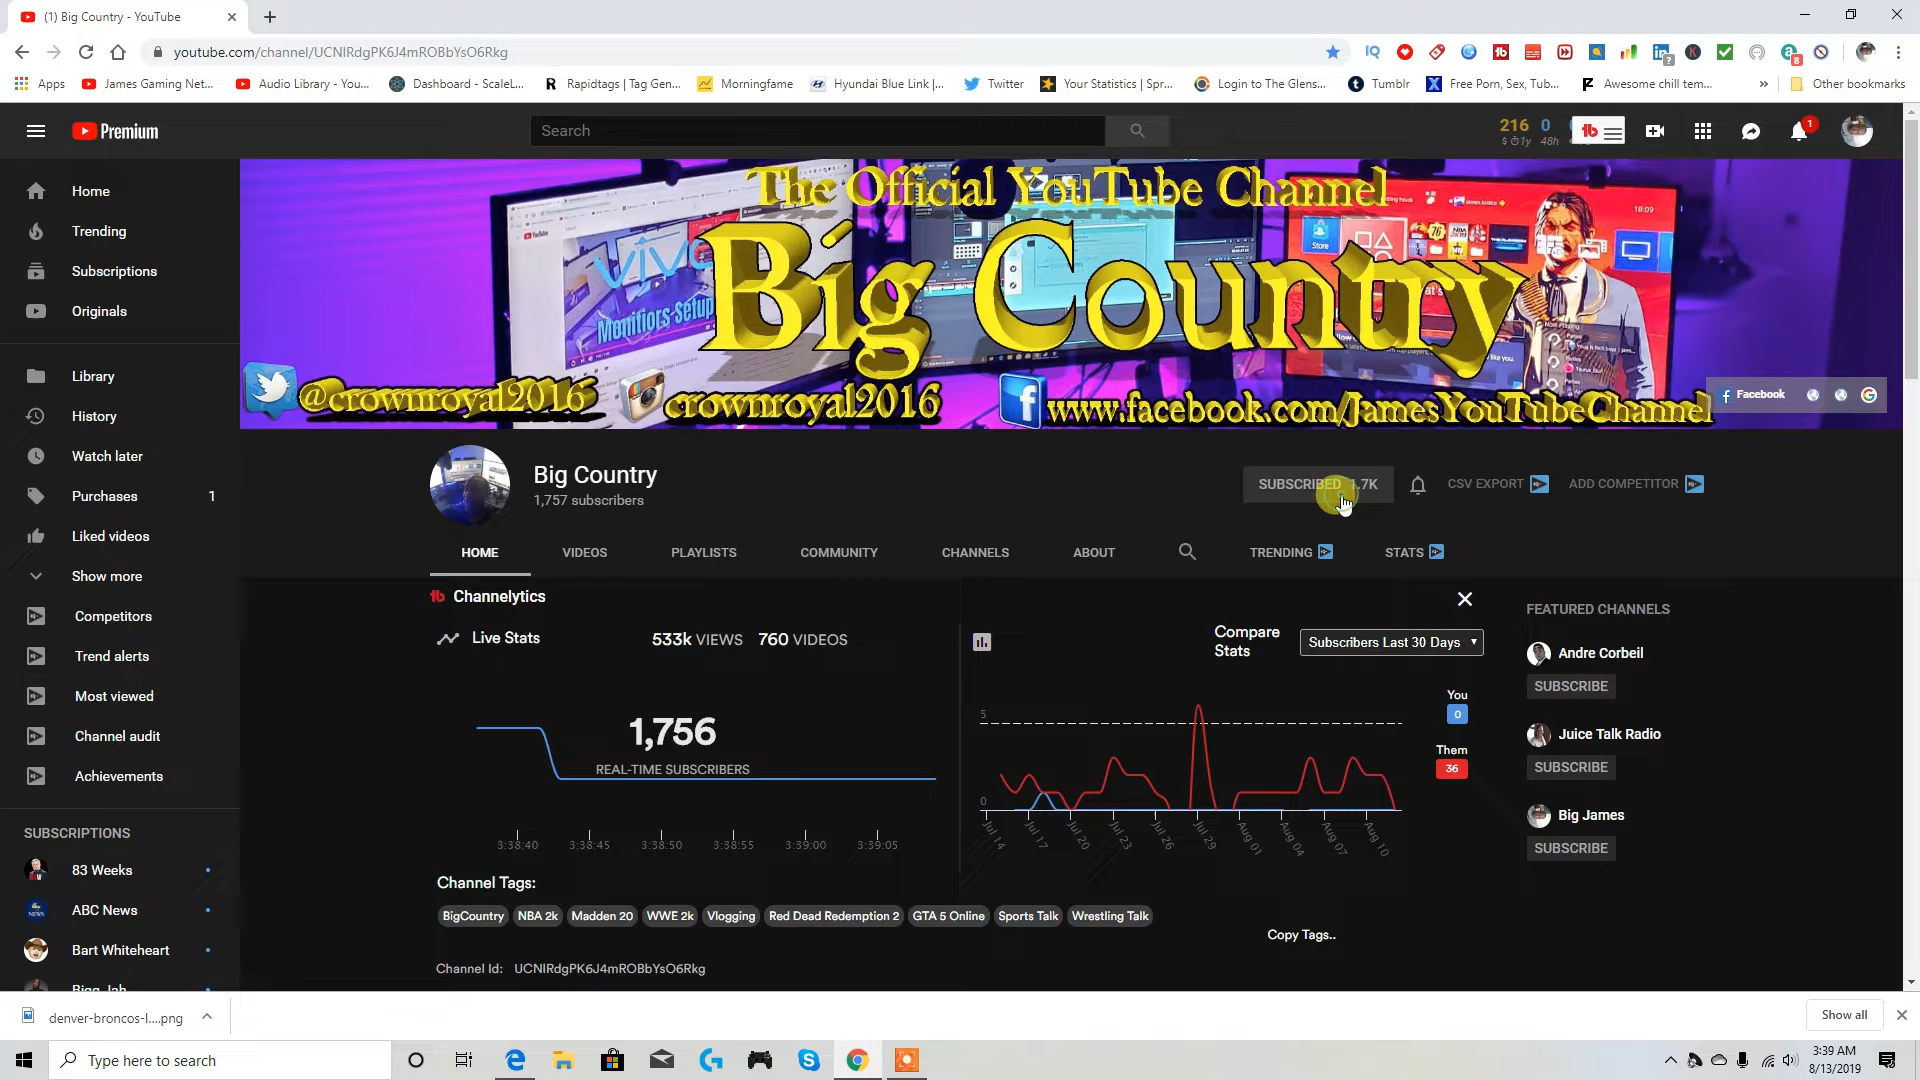 (1) Big Country - YouTube
youtube.com/channel/UCNIRdgPK6J4mROBbYsO6Rkg
Apps
James Gaming Net...
Audio Library - You...
Dashboard - ScaleL...
Rapidtags | Tag Gen...
Morningfame
Hyundai Blue Link |...
Twitter
Your Statistics | Spr...
Login to The Glens...
Tumblr
Free Porn, Sex, Tub...
Awesome chill tem...
Other bookmarks
Premium
Search
216 0
1y 48h
1
Home
Trending
Subscriptions
Originals
Library
History
Watch later
Purchases 1
Liked videos
Show more
Competitors
Trend alerts
Most viewed
Channel audit
Achievements
SUBSCRIPTIONS
83 Weeks
ABC News
Bart Whiteheart
The Official YouTube Channel
Big Country
vivo
Monitiors Setup
Store
18:09
@crownroyal2016
crownroyal2016
www.facebook.com/JamesYouTubeChannel
Facebook
Big Country
1,757 subscribers
SUBSCRIBED 1.7K
CSV EXPORT
ADD COMPETITOR
HOME
VIDEOS
PLAYLISTS
COMMUNITY
CHANNELS
ABOUT
TRENDING
STATS
Channelytics
Live Stats
533k VIEWS 760 VIDEOS
1,756
REAL-TIME SUBSCRIBERS
3:38:40 3:38:45 3:38:50 3:38:55 3:39:00 3:39:05
Compare
Stats
Subscribers Last 30 Days
5
0
Jul 14 Jul 17 Jul 20 Jul 23 Jul 26 Jul 29 Aug 01 Aug 04 Aug 07 Aug 10
You
0
Them
36
FEATURED CHANNELS
Andre Corbeil
SUBSCRIBE
Juice Talk Radio
SUBSCRIBE
Big James
SUBSCRIBE
Channel Tags:
BigCountry NBA 2k Madden 20 WWE 2k Vlogging Red Dead Redemption 2 GTA 5 Online Sports Talk Wrestling Talk
Copy Tags..
Channel Id: UCNIRdgPK6J4mROBbYsO6Rkg
denver-broncos-l....png
Show all
Type here to search
3:39 AM
8/13/2019